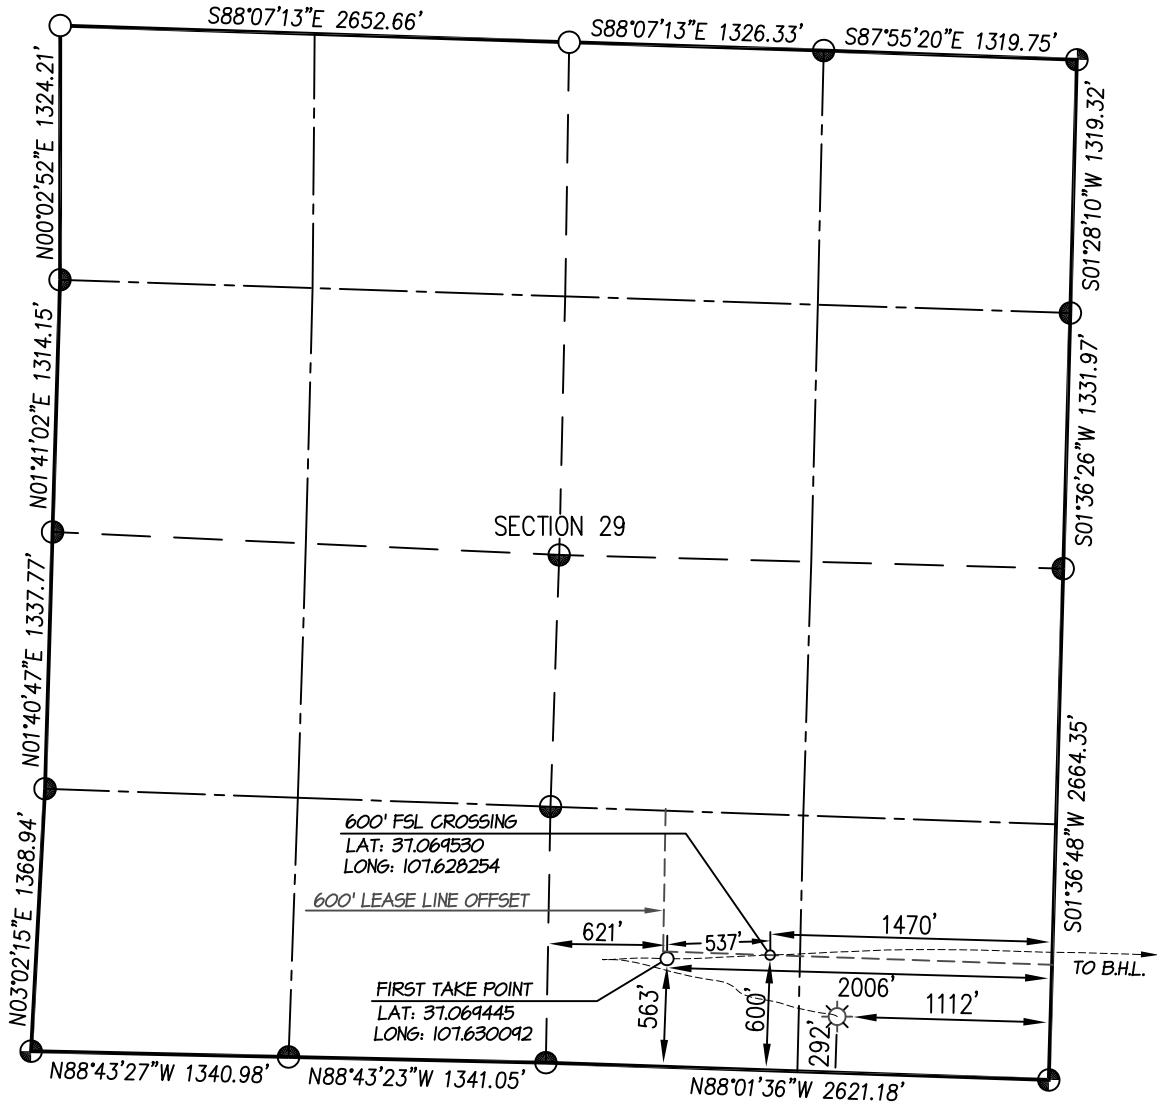 S88°07'13"E 2652.66'
S88°07'13"E 1326.33'
S87°55'20"E 1319.75'
N00°02'52"E 1324.21'
S01°28'10"W 1319.32'
N01°41'02"E 1314.15'
S01°36'26"W 1331.97'
SECTION 29
N01°40'47"E 1337.77'
S01°36'48"W 2664.35'
N03°02'15"E 1368.94'
600' FSL CROSSING
LAT: 37.069530
LONG: 107.628254
600' LEASE LINE OFFSET
621'
537'
1470'
TO B.H.L.
FIRST TAKE POINT
LAT: 37.069445
LONG: 107.630092
563'
600'
2006'
292'
1112'
N88°43'27"W 1340.98'
N88°43'23"W 1341.05'
N88°01'36"W 2621.18'